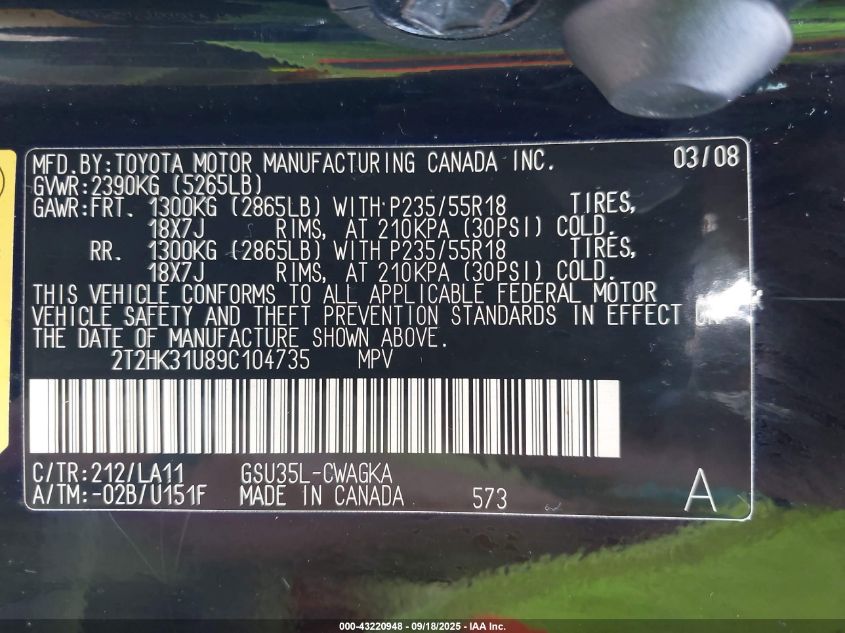 MFD.BY:TOYOTA MOTOR MANUFACTURING CANADA INC. 03/08
GVWR:2390KG (5265LB)
GAWR:FRT. 1300KG (2865LB) WITH P235/55R18 TIRES,
18X7J RIMS, AT 210KPA (30PSI) COLD.
RR. 1300KG (2865LB) WITH P235/55R18 TIRES,
18X7J RIMS, AT 210KPA (30PSI) COLD.
THIS VEHICLE CONFORMS TO ALL APPLICABLE FEDERAL MOTOR
VEHICLE SAFETY AND THEFT PREVENTION STANDARDS IN EFFECT ON
THE DATE OF MANUFACTURE SHOWN ABOVE.
2T2HK31U89C104735 MPV
C/TR:212/LA11 GSU35L-CWAGKA
A/TM:-02B/U151F MADE IN CANADA 573 A
000-43220948 - 09/18/2025 - IAA Inc.